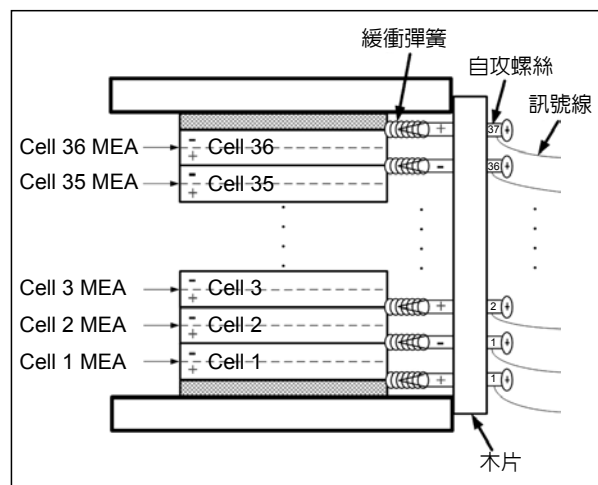 緩衝彈簧
自攻螺絲
訊號線
+ 37 +
Cell 36 MEA - + Cell 36
- 36 +
Cell 35 MEA - + Cell 35
Cell 3 MEA - + Cell 3
+ 2 +
Cell 2 MEA - + Cell 2
- 1 +
Cell 1 MEA - + Cell 1
+ 1 +
木片